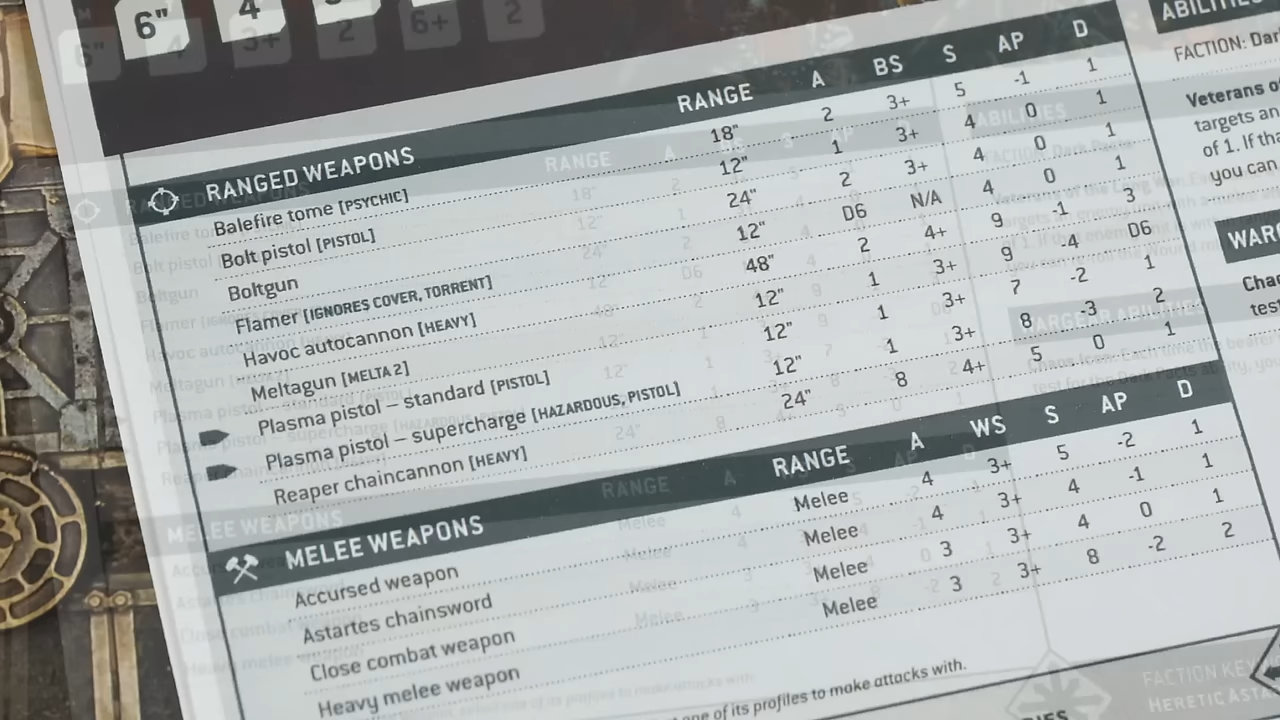 6" 4
6" 4 3+ 2 6+ 2
RANGED WEAPONS RANGE A BS S AP D
Balefire tome [PSYCHIC] 18" 2 3+ 5 -1 1
Bolt pistol [PISTOL] 12" 1 3+ 4 0 1
Boltgun 24" 2 3+ 4 0 1
Flamer [IGNORES COVER, TORRENT] 12" D6 N/A 4 0 1
Havoc autocannon [HEAVY] 48" 2 4+ 9 -1 3
Meltagun [MELTA 2] 12" 1 3+ 9 -4 D6
Plasma pistol – standard [PISTOL] 12" 1 3+ 7 -2 1
Plasma pistol – supercharge [HAZARDOUS, PISTOL] 12" 1 3+ 8 -3 2
Reaper chaincannon [HEAVY] 24" 8 4+ 5 0 1
MELEE WEAPONS RANGE A WS S AP D
Accursed weapon Melee 4 3+ 5 -2 1
Astartes chainsword Melee 4 3+ 4 -1 1
Close combat weapon Melee 3 3+ 4 0 1
Heavy melee weapon Melee 3 3+ 8 -2 2
one of its profiles to make attacks with.
ABILITIES
FACTION: Dar
Veterans o
targets an
of 1. If th
you can
WARG
Cha
test
FACTION KEY
HERETIC ASTA